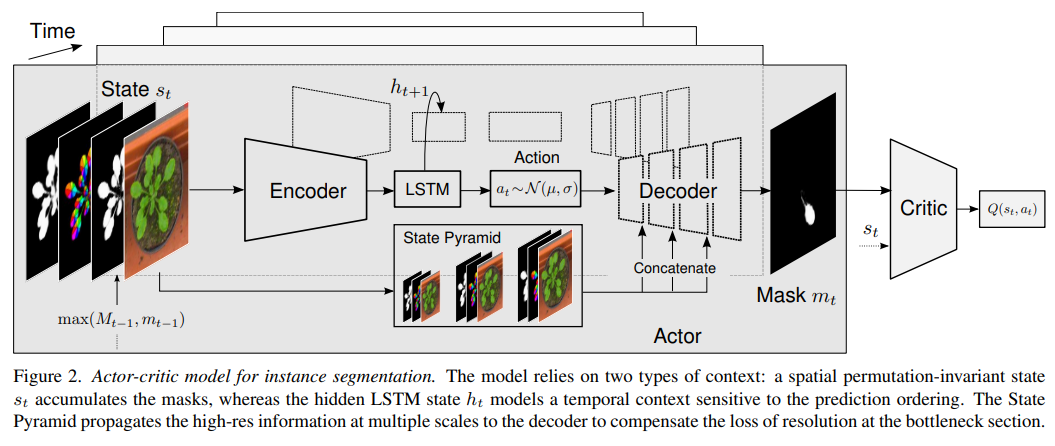 Time
State s_t
h_{t+1}
Action
Encoder
LSTM
a_t ∼ N(μ, σ)
Decoder
Critic
Q(s_t, a_t)
s_t
State Pyramid
Concatenate
Mask m_t
max(M_{t−1}, m_{t−1})
Actor
Figure 2. Actor-critic model for instance segmentation. The model relies on two types of context: a spatial permutation-invariant state
s_t accumulates the masks, whereas the hidden LSTM state h_t models a temporal context sensitive to the prediction ordering. The State
Pyramid propagates the high-res information at multiple scales to the decoder to compensate the loss of resolution at the bottleneck section.